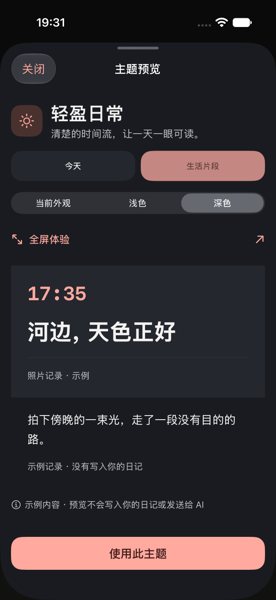 19:31
关闭
主题预览
轻盈日常
清楚的时间流，让一天一眼可读。
今天
生活片段
当前外观
浅色
深色
全屏体验
17:35
河边，天色正好
照片记录 · 示例
拍下傍晚的一束光，走了一段没有目的的
路。
示例记录 · 没有写入你的日记
示例内容 · 预览不会写入你的日记或发送给 AI
使用此主题